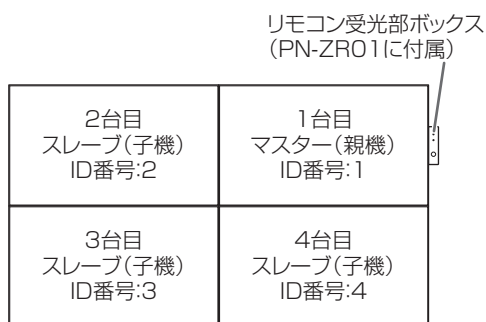 リモコン受光部ボックス
（PN-ZR01に付属）
2台目
スレーブ（子機）
ID番号:2
1台目
マスター（親機）
ID番号:1
3台目
スレーブ（子機）
ID番号:3
4台目
スレーブ（子機）
ID番号:4